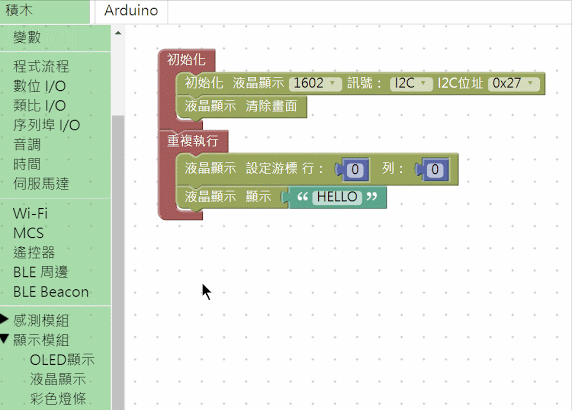 積木 Arduino
變數
程式流程
數位 I/O
類比 I/O
序列埠 I/O
音調
時間
伺服馬達
Wi-Fi
MCS
遙控器
BLE 周邊
BLE Beacon
感測模組
顯示模組
OLED顯示
液晶顯示
彩色燈條
初始化
初始化 液晶顯示 1602 訊號： I2C I2C位址 0x27
液晶顯示 清除畫面
重複執行
液晶顯示 設定游標 行： 0 列： 0
液晶顯示 顯示 “ HELLO ”